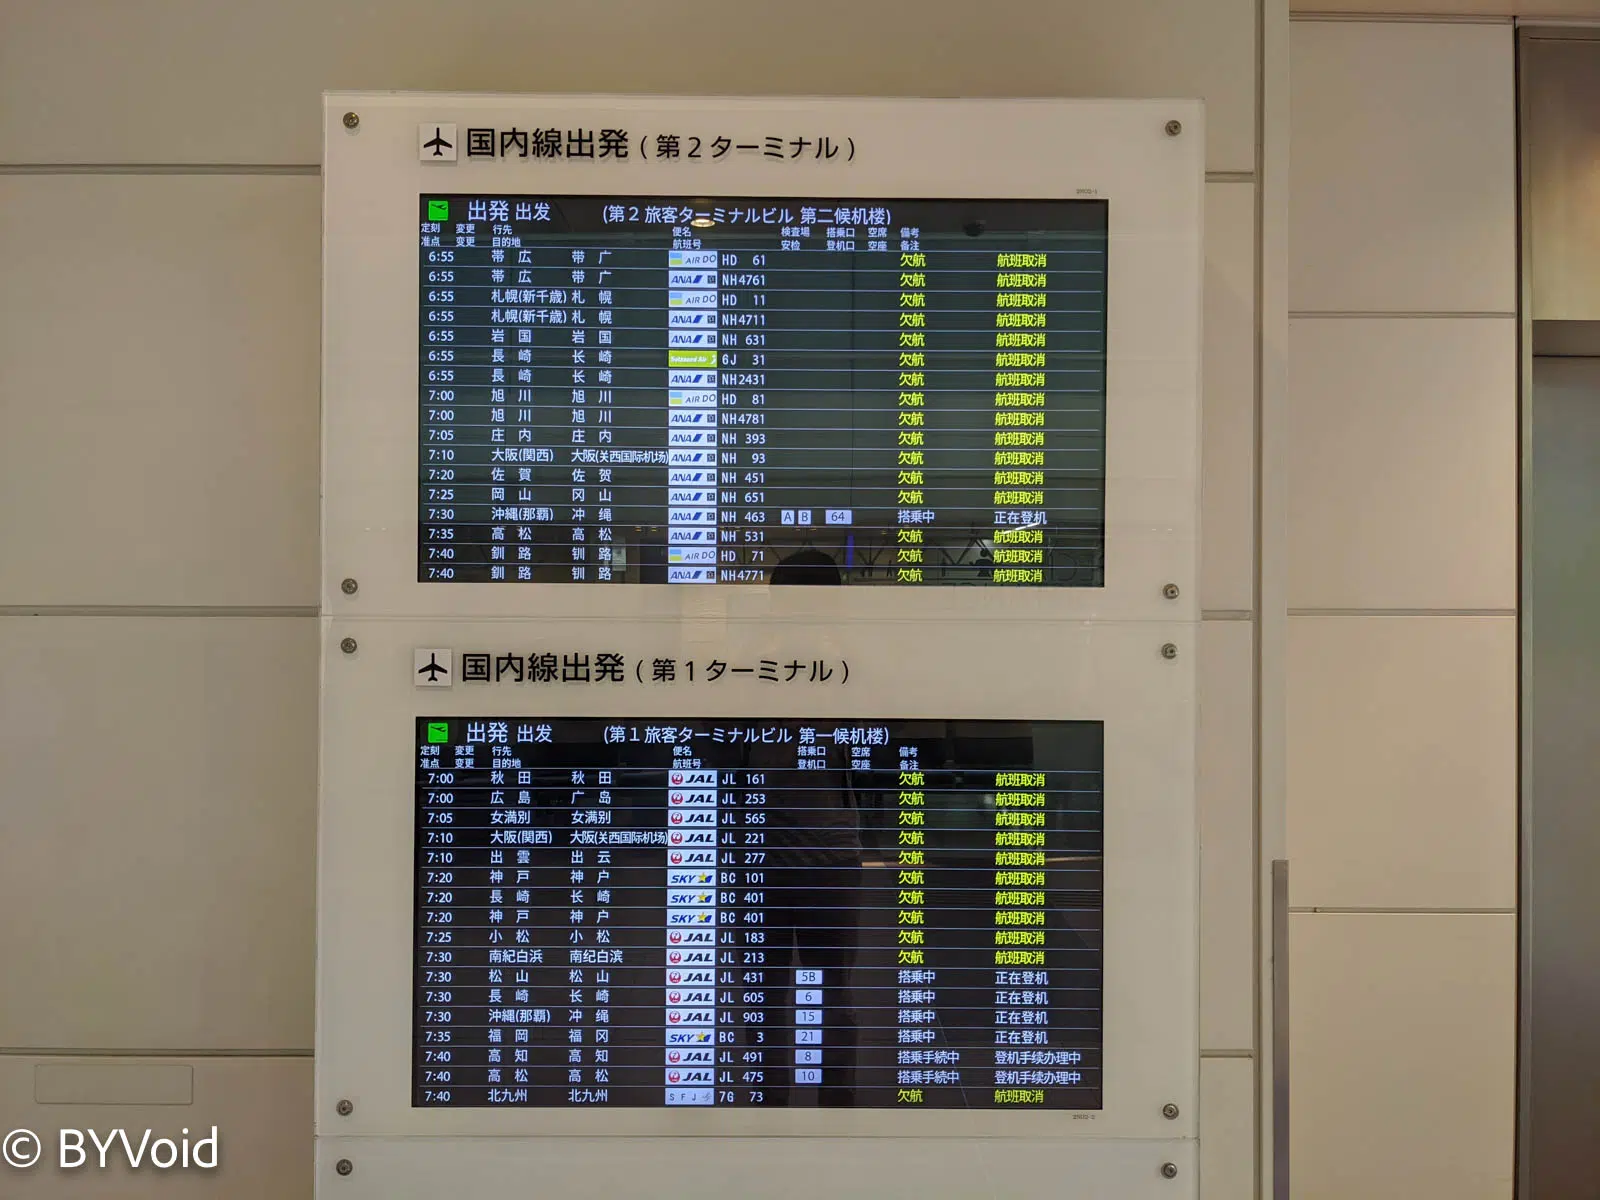 国内線出発(第2ターミナル)
出発 出发 (第2旅客ターミナルビル 第二候机楼)
定刻 変更 行先 便名 検査場 搭乗口 空席 備考
准点 变更 目的地 航班号 安检 登机口 空座 备注
6:55 帯広 带广 AIR DO HD 61 欠航 航班取消
6:55 帯広 带广 ANA NH4761 欠航 航班取消
6:55 札幌(新千歳) 札幌 AIR DO HD 11 欠航 航班取消
6:55 札幌(新千歳) 札幌 ANA NH4711 欠航 航班取消
6:55 岩国 岩国 ANA NH 631 欠航 航班取消
6:55 長崎 长崎 Solaseed Air 6J 31 欠航 航班取消
6:55 長崎 长崎 ANA NH2431 欠航 航班取消
7:00 旭川 旭川 AIR DO HD 81 欠航 航班取消
7:00 旭川 旭川 ANA NH4781 欠航 航班取消
7:05 庄内 庄内 ANA NH 393 欠航 航班取消
7:10 大阪(関西) 大阪(关西国际机场) ANA NH 93 欠航 航班取消
7:20 佐賀 佐贺 ANA NH 451 欠航 航班取消
7:25 岡山 冈山 ANA NH 651 欠航 航班取消
7:30 沖縄(那覇) 冲绳 ANA NH 463 A B 64 搭乗中 正在登机
7:35 高松 高松 ANA NH 531 欠航 航班取消
7:40 釧路 钏路 AIR DO HD 71 欠航 航班取消
7:40 釧路 钏路 ANA NH4771 欠航 航班取消
国内線出発(第1ターミナル)
出発 出发 (第1旅客ターミナルビル 第一候机楼)
定刻 変更 行先 便名 搭乗口 空席 備考
准点 变更 目的地 航班号 登机口 空座 备注
7:00 秋田 秋田 JAL JL 161 欠航 航班取消
7:00 広島 广岛 JAL JL 253 欠航 航班取消
7:05 女満別 女满别 JAL JL 565 欠航 航班取消
7:10 大阪(関西) 大阪(关西国际机场) JAL JL 221 欠航 航班取消
7:10 出雲 出云 JAL JL 277 欠航 航班取消
7:20 神戸 神户 SKY BC 101 欠航 航班取消
7:20 長崎 长崎 SKY BC 401 欠航 航班取消
7:20 神戸 神户 SKY BC 401 欠航 航班取消
7:25 小松 小松 JAL JL 183 欠航 航班取消
7:30 南紀白浜 南纪白滨 JAL JL 213 欠航 航班取消
7:30 松山 松山 JAL JL 431 5B 搭乗中 正在登机
7:30 長崎 长崎 JAL JL 605 6 搭乗中 正在登机
7:30 沖縄(那覇) 冲绳 JAL JL 903 15 搭乗中 正在登机
7:35 福岡 福冈 SKY BC 3 21 搭乗中 正在登机
7:40 高知 高知 JAL JL 491 8 搭乗手続中 登机手续办理中
7:40 高松 高松 JAL JL 475 10 搭乗手続中 登机手续办理中
7:40 北九州 北九州 SFJ 7G 73 欠航 航班取消
© BYVoid